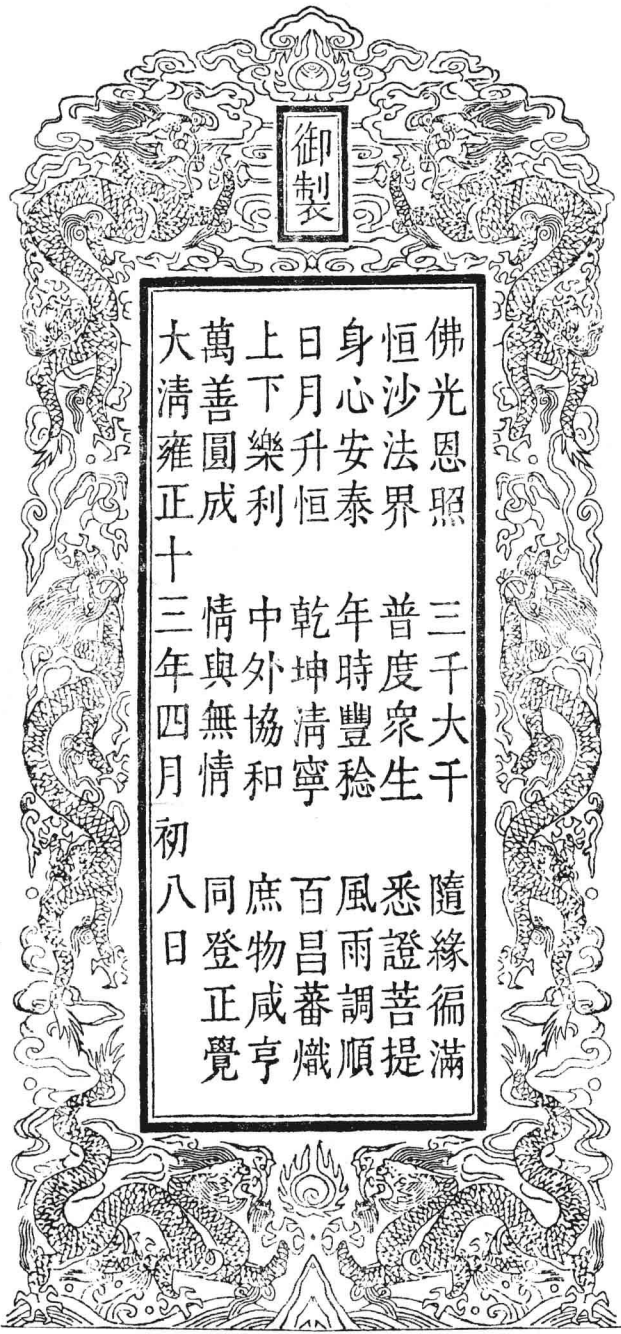 御製
佛光恩照　三千大千　隨緣徧滿
恒沙法界　普度衆生　悉證菩提
身心安泰　年時豐稔　風雨調順
日月升恒　乾坤清寧　百昌蕃熾
上下樂利　中外協和　庶物咸亨
萬善圓成　情與無情　同登正覺
大清雍正十三年四月初八日